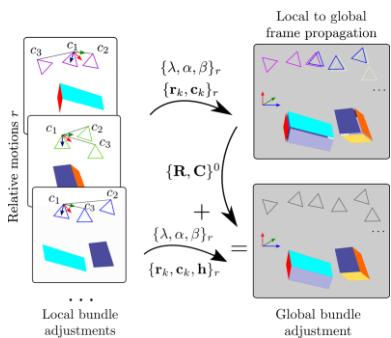 Local to global
frame propagation
Relative motions r
c₁
c₂
c₃
{λ, α, β}ᵣ
{𝐫ₖ, 𝐜ₖ}ᵣ
. . .
c₁
c₃
c₂
{𝐑, 𝐂}⁰
c₁
c₃
c₂
+
=
{λ, α, β}ᵣ
{𝐫ₖ, 𝐜ₖ, 𝐡}ᵣ
. . .
. . .
Local bundle
adjustments
Global bundle
adjustment